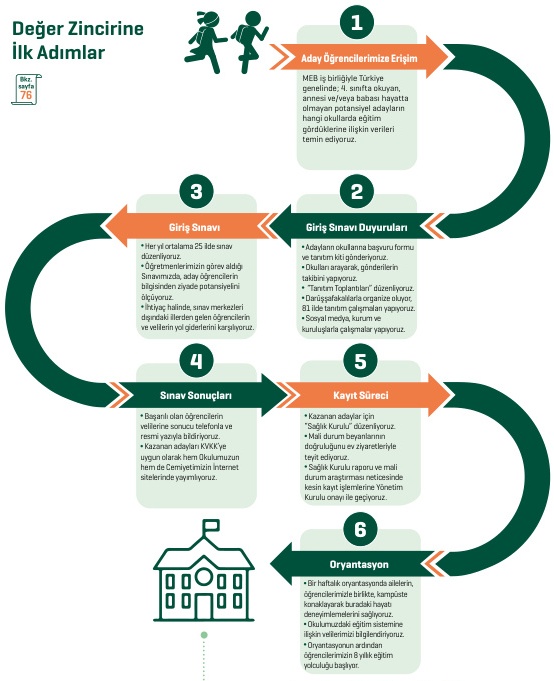 Değer Zincirine
İlk Adımlar
Bkz.
sayfa
76
1
Aday Öğrencilerimize Erişim
MEB iş birliğiyle Türkiye
genelinde; 4. sınıfta okuyan,
annesi ve/veya babası hayatta
olmayan potansiyel adayların
hangi okullarda eğitim
gördüklerine ilişkin verileri
temin ediyoruz.
2
Giriş Sınavı Duyuruları
• Adayların okullarına başvuru formu
ve tanıtım kiti gönderiyoruz.
• Okulları arayarak, gönderilerin
takibini yapıyoruz.
• “Tanıtım Toplantıları” düzenliyoruz.
• Darüşşafakalılarla organize oluyor,
81 ilde tanıtım çalışmaları yapıyoruz.
• Sosyal medya, kurum ve
kuruluşlarla çalışmalar yapıyoruz.
3
Giriş Sınavı
• Her yıl ortalama 25 ilde sınav
düzenliyoruz.
• Öğretmenlerimizin görev aldığı
Sınavımızda, aday öğrencilerin
bilgisinden ziyade potansiyelini
ölçüyoruz.
• İhtiyaç halinde, sınav merkezleri
dışındaki illerden gelen öğrencilerin
ve velilerin yol giderlerini karşılıyoruz.
4
Sınav Sonuçları
• Başarılı olan öğrencilerin
velilerine sonucu telefonla ve
resmi yazıyla bildiriyoruz.
• Kazanan adayları KVKK’ye
uygun olarak hem Okulumuzun
hem de Cemiyetimizin İnternet
sitelerinde yayımlıyoruz.
5
Kayıt Süreci
• Kazanan adaylar için
“Sağlık Kurulu” düzenliyoruz.
• Mali durum beyanlarının
doğruluğunu ev ziyaretleriyle
teyit ediyoruz.
• Sağlık Kurulu raporu ve mali
durum araştırması neticesinde
kesin kayıt işlemlerine Yönetim
Kurulu onayı ile geçiyoruz.
6
Oryantasyon
• Bir haftalık oryantasyonda ailelerin,
öğrencilerimizle birlikte, kampüste
konaklayarak buradaki hayatı
deneyimlemelerini sağlıyoruz.
• Okulumuzdaki eğitim sistemine
ilişkin velilerimizi bilgilendiriyoruz.
• Oryantasyonun ardından
öğrencilerimizin 8 yıllık eğitim
yolculuğu başlıyor.